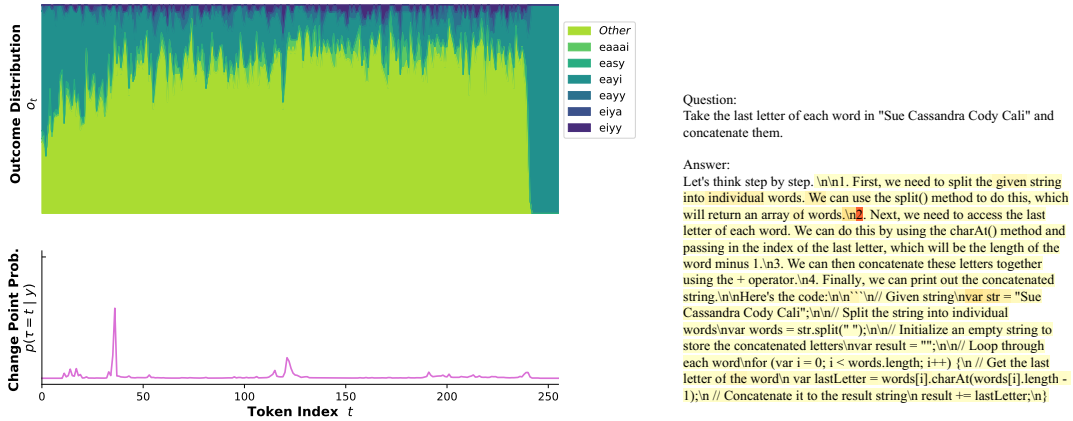 Outcome Distribution
o_t
Other
eaaai
easy
eayi
eayy
eiya
eiyy
Change Point Prob.
p(τ = t | y)
0 50 100 150 200 250
Token Index t
Question:
Take the last letter of each word in "Sue Cassandra Cody Cali" and
concatenate them.
Answer:
Let's think step by step. \n\n1. First, we need to split the given string
into individual words. We can use the split() method to do this, which
will return an array of words.\n2. Next, we need to access the last
letter of each word. We can do this by using the charAt() method and
passing in the index of the last letter, which will be the length of the
word minus 1.\n3. We can then concatenate these letters together
using the + operator.\n4. Finally, we can print out the concatenated
string.\n\nHere's the code:\n\n```\n// Given string\nvar str = "Sue
Cassandra Cody Cali";\n\n// Split the string into individual
words\nvar words = str.split(" ");\n\n// Initialize an empty string to
store the concatenated letters\nvar result = "";\n\n// Loop through
each word\nfor (var i = 0; i < words.length; i++) {\n // Get the last
letter of the word\n var lastLetter = words[i].charAt(words[i].length -
1);\n // Concatenate it to the result string\n result += lastLetter;\n}